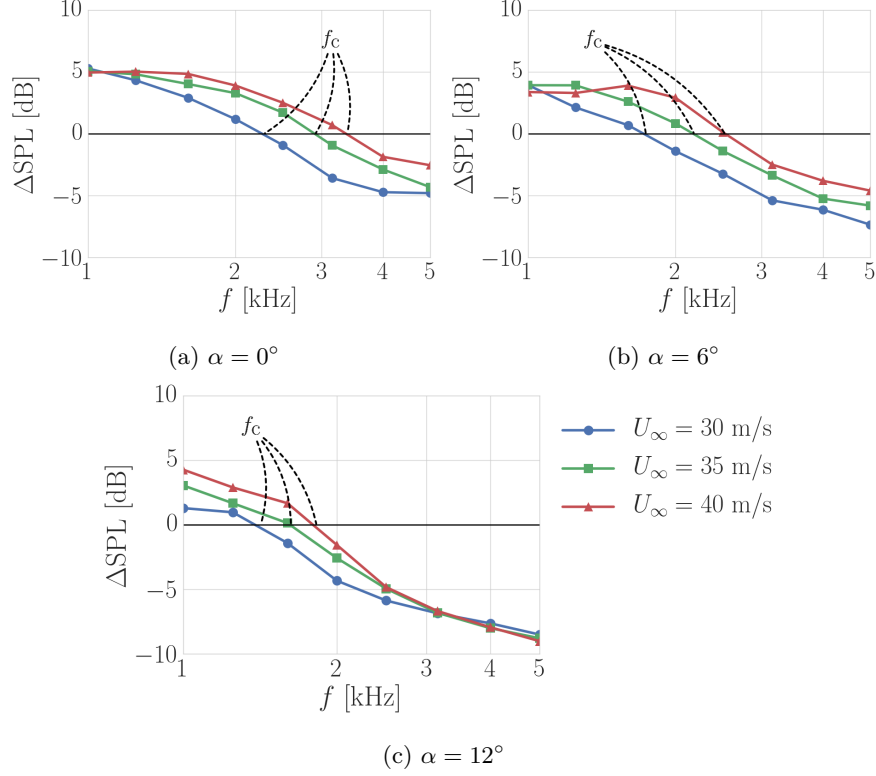 10
5
0
−5
−10
ΔSPL [dB]
f_c
1 2 3 4 5
f [kHz]
(a) α = 0°
10
5
0
−5
−10
ΔSPL [dB]
f_c
1 2 3 4 5
f [kHz]
(b) α = 6°
10
5
0
−5
−10
ΔSPL [dB]
f_c
1 2 3 4 5
f [kHz]
U_∞ = 30 m/s
U_∞ = 35 m/s
U_∞ = 40 m/s
(c) α = 12°